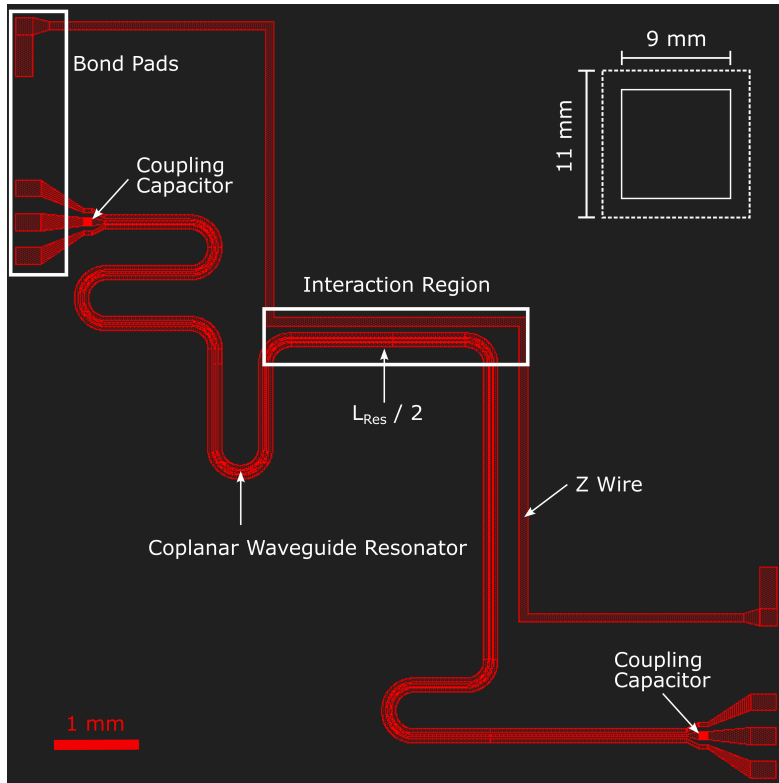 Bond Pads
9 mm
11 mm
Coupling
Capacitor
Interaction Region
L_Res / 2
Z Wire
Coplanar Waveguide Resonator
Coupling
Capacitor
1 mm